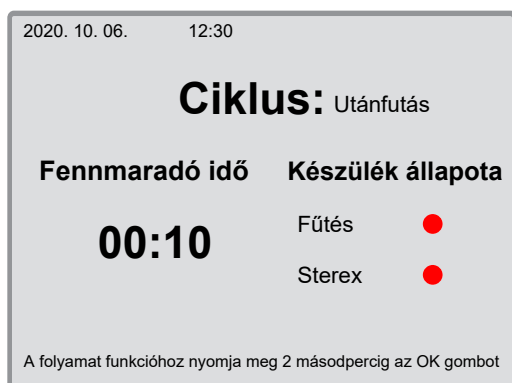 2020. 10. 06. 12:30
Ciklus: Utánfutás
Fennmaradó idő Készülék állapota
00:10
Fűtés
Sterex
A folyamat funkcióhoz nyomja meg 2 másodpercig az OK gombot